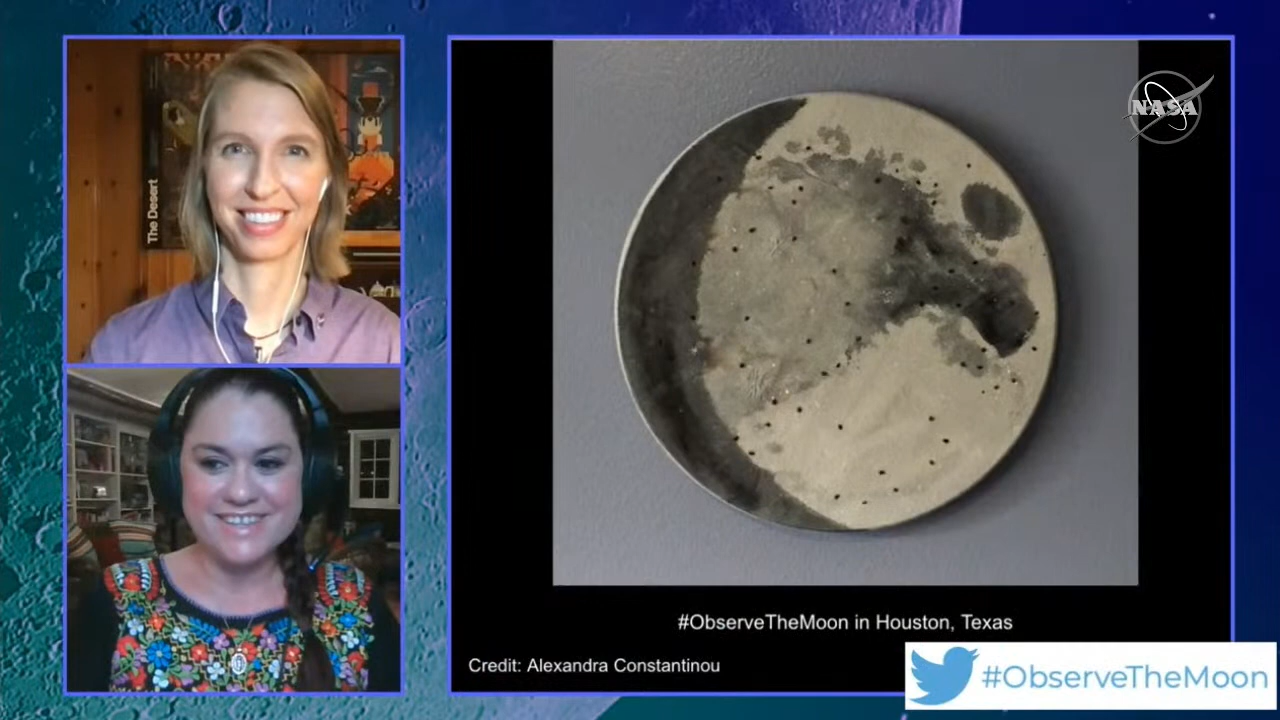 The Desert
NASA
#ObserveTheMoon in Houston, Texas
Credit: Alexandra Constantinou
#ObserveTheMoon